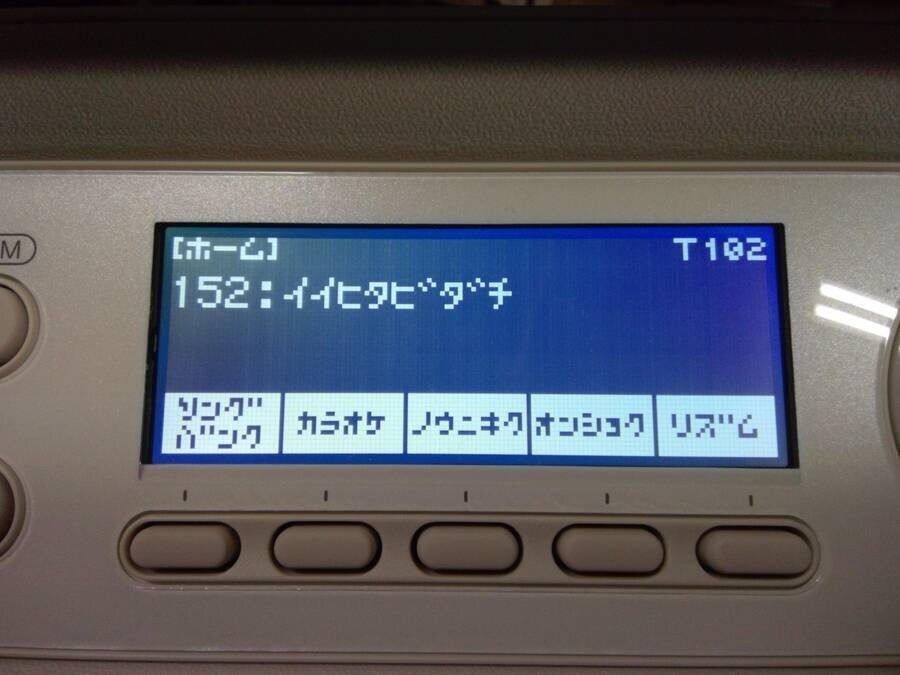 M
[ホーム] T102
152:イイヒタビダチ
ソング バンク
カラオケ
ノウニキク
オンショク
リズム